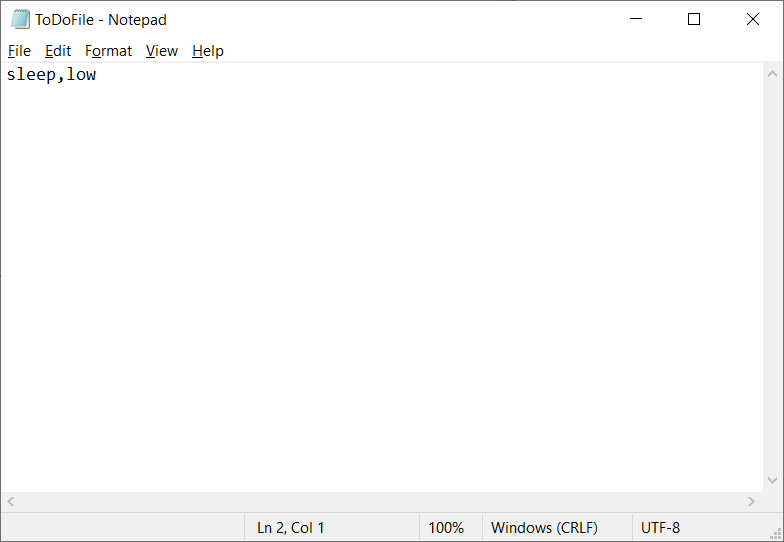 ToDoFile - Notepad
File Edit Format View Help
sleep,low
Ln 2, Col 1 100% Windows (CRLF) UTF-8